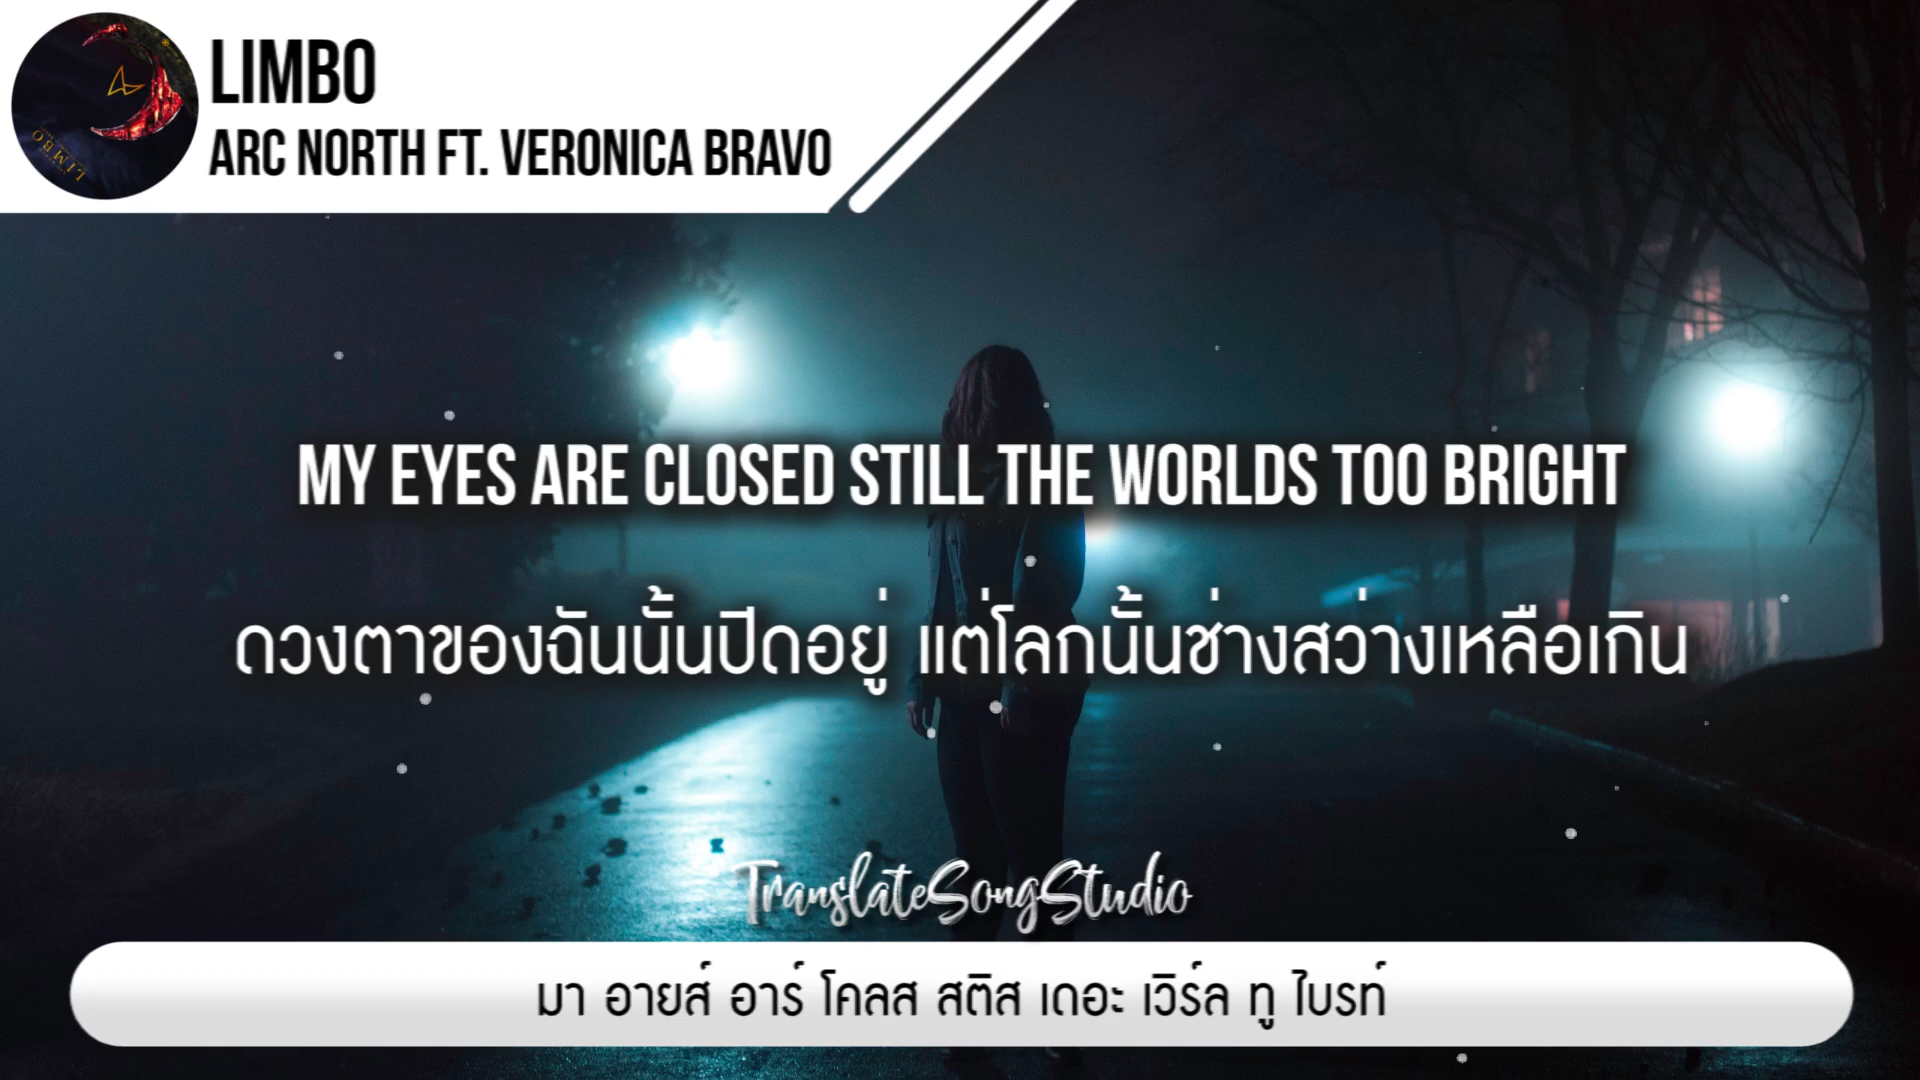 LIMBO
LIMBO
ARC NORTH FT. VERONICA BRAVO
MY EYES ARE CLOSED STILL THE WORLDS TOO BRIGHT
ดวงตาของฉันนั้นปิดอยู่ แต่โลกนั้นช่างสว่างเหลือเกิน
TranslateSongStudio
มา อายส์ อาร์ โคลส สติส เดอะ เวิร์ล ทู ไบรท์